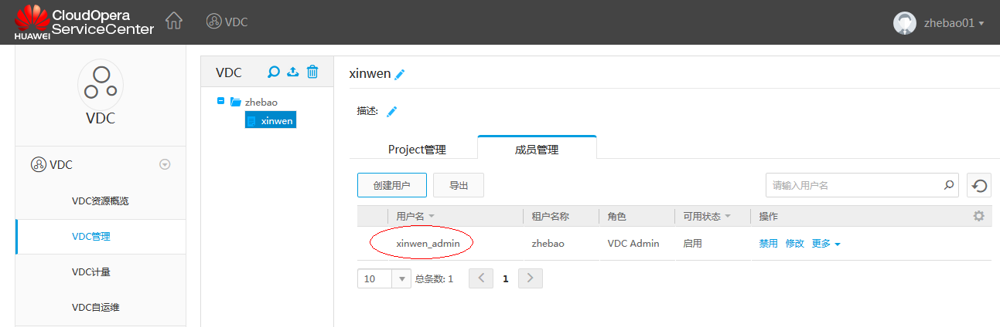 HUAWEI
CloudOpera
ServiceCenter
VDC
zhebao01
VDC
VDC
VDC资源概览
VDC管理
VDC计量
VDC自运维
VDC
zhebao
xinwen
xinwen
描述:
Project管理 成员管理
创建用户 导出 请输入用户名
用户名 租户名称 角色 可用状态 操作
xinwen_admin zhebao VDC Admin 启用 禁用 修改 更多
10 总条数: 1 1